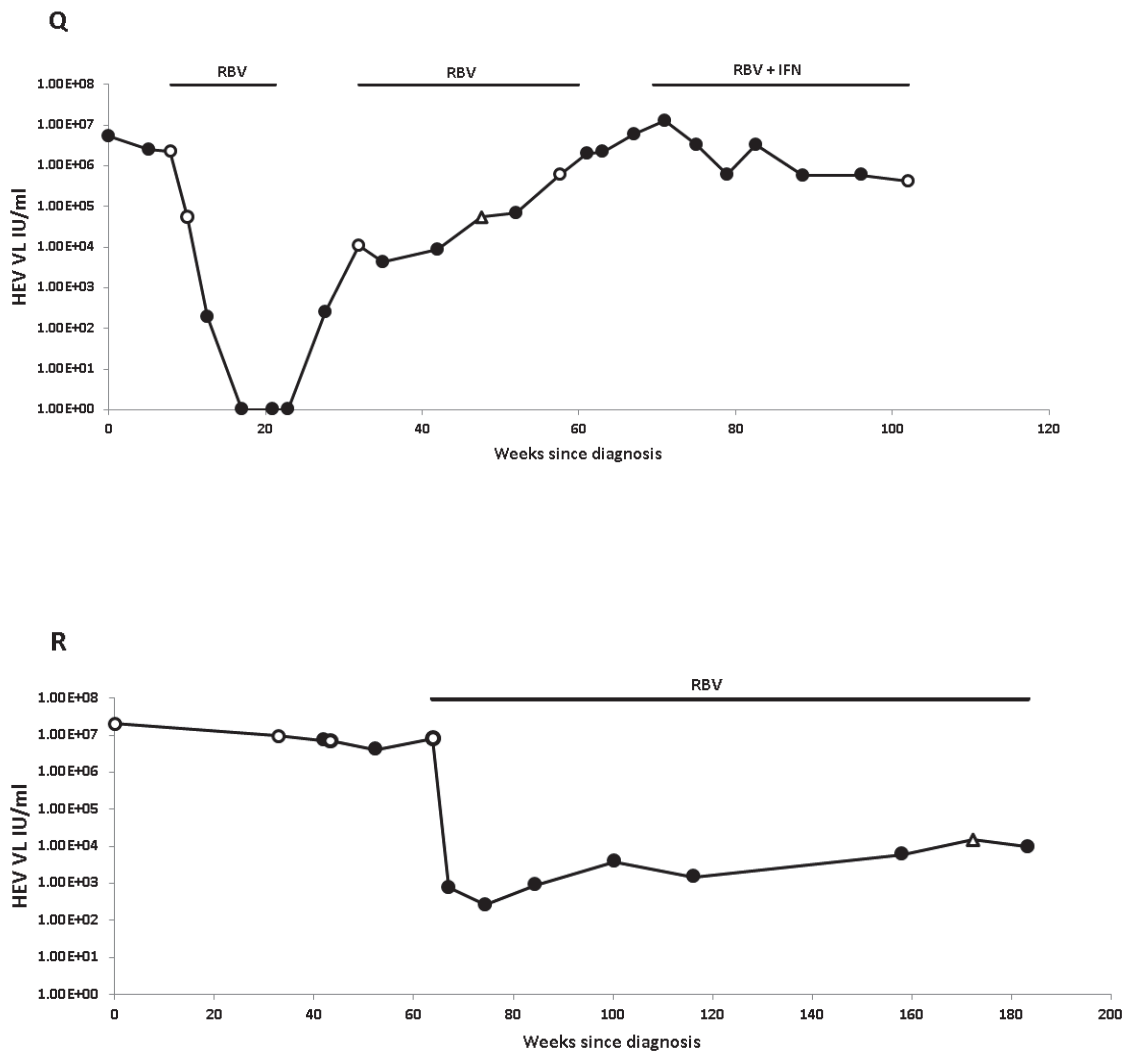 Q
RBV
RBV
RBV + IFN
1.00E+08
1.00E+07
1.00E+06
1.00E+05
1.00E+04
1.00E+03
1.00E+02
1.00E+01
1.00E+00
HEV VL IU/ml
0 20 40 60 80 100 120
Weeks since diagnosis
R
RBV
1.00E+08
1.00E+07
1.00E+06
1.00E+05
1.00E+04
1.00E+03
1.00E+02
1.00E+01
1.00E+00
HEV VL IU/ml
0 20 40 60 80 100 120 140 160 180 200
Weeks since diagnosis